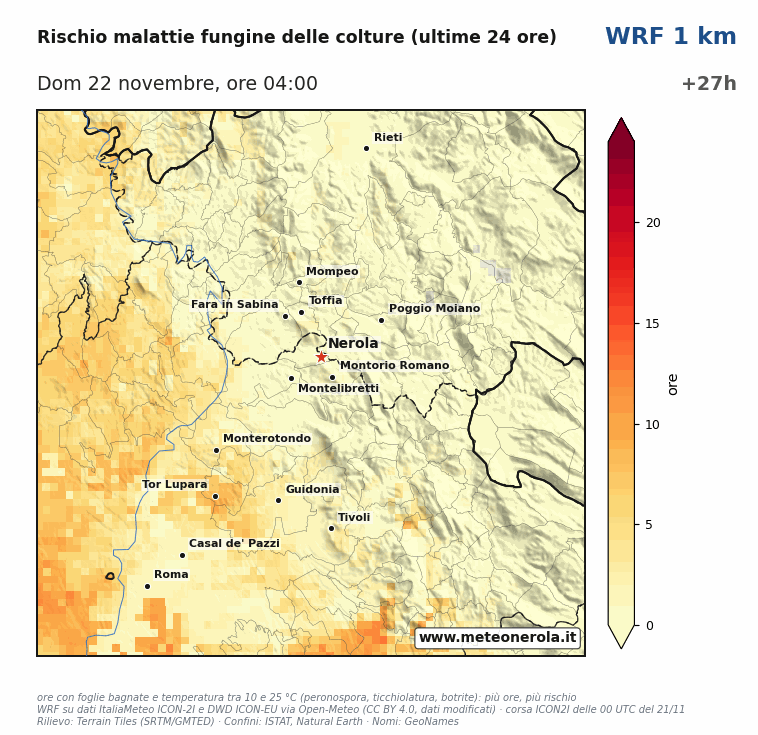 Rischio malattie fungine delle colture (ultime 24 ore)
WRF 1 km
Dom 22 novembre, ore 04:00
+27h
Rieti
Mompeo
Fara in Sabina
Toffia
Poggio Moiano
Nerola
Montorio Romano
Montelibretti
Monterotondo
Tor Lupara
Guidonia
Tivoli
Casal de' Pazzi
Roma
www.meteonerola.it
20
15
10
5
0
ore
ore con foglie bagnate e temperatura tra 10 e 25 °C (peronospora, ticchiolatura, botrite): più ore, più rischio
WRF su dati ItaliaMeteo ICON-2I e DWD ICON-EU via Open-Meteo (CC BY 4.0, dati modificati) · corsa ICON2I delle 00 UTC del 21/11
Rilievo: Terrain Tiles (SRTM/GMTED) · Confini: ISTAT, Natural Earth · Nomi: GeoNames